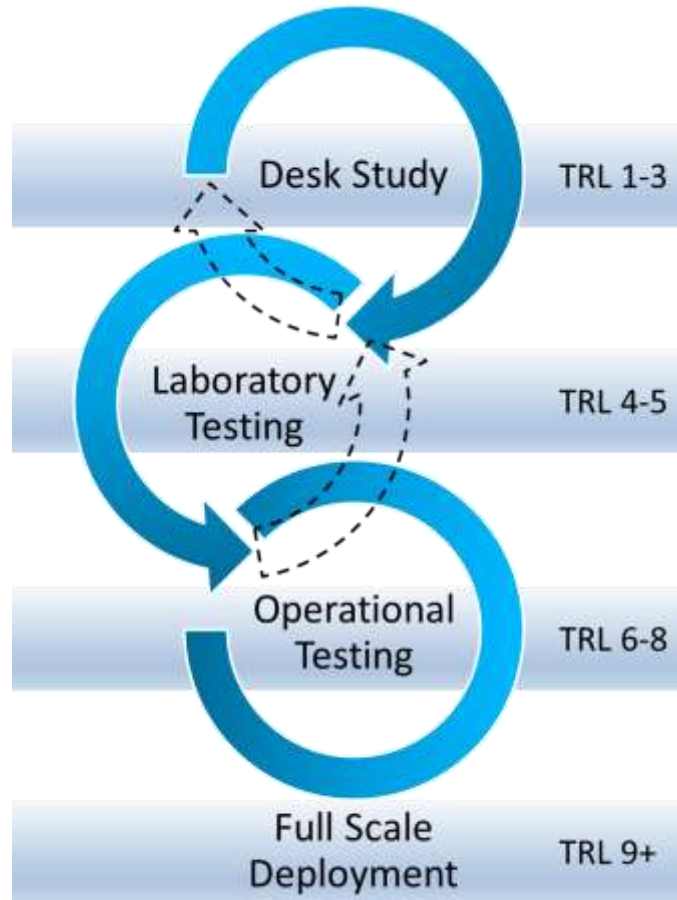 Desk Study
TRL 1-3
Laboratory
Testing
TRL 4-5
Operational
Testing
TRL 6-8
Full Scale
Deployment
TRL 9+